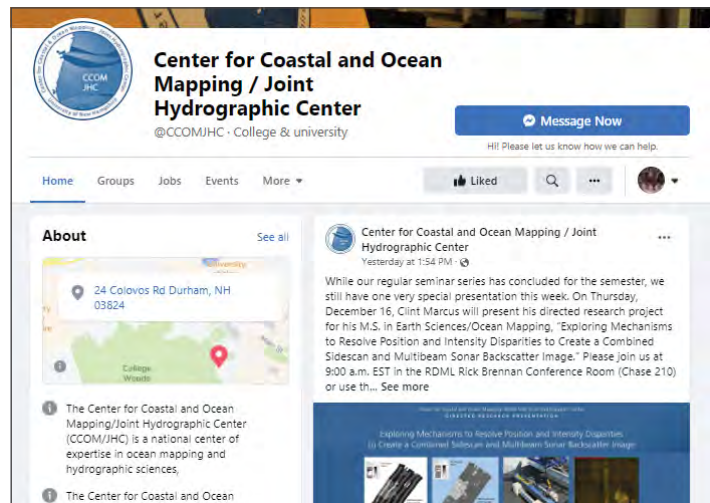 CCOM
JHC
Center for Coastal and Ocean
Mapping / Joint
Hydrographic Center
@CCOMJHC · College & university
Message Now
Hi! Please let us know how we can help.
Home Groups Jobs Events More
Liked
About See all
24 Colovos Rd Durham, NH
03824
College
Woods
Main St
The Center for Coastal and Ocean
Mapping/Joint Hydrographic Center
(CCOM/JHC) is a national center of
expertise in ocean mapping and
hydrographic sciences,
The Center for Coastal and Ocean
Center for Coastal and Ocean Mapping / Joint
Hydrographic Center
Yesterday at 1:54 PM ·
While our regular seminar series has concluded for the semester, we
still have one very special presentation this week. On Thursday,
December 16, Clint Marcus will present his directed research project
for his M.S. in Earth Sciences/Ocean Mapping, "Exploring Mechanisms
to Resolve Position and Intensity Disparities to Create a Combined
Sidescan and Multibeam Sonar Backscatter Image." Please join us at
9:00 a.m. EST in the RDML Rick Brennan Conference Room (Chase 210)
or use th... See more
DIRECTED RESEARCH PRESENTATION
Exploring Mechanisms to Resolve Position and Intensity Disparities
to Create a Combined Sidescan and Multibeam Sonar Backscatter Image